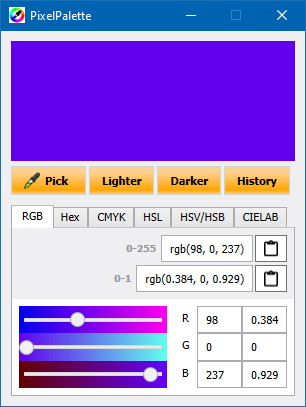 PixelPalette
Pick Lighter Darker History
RGB Hex CMYK HSL HSV/HSB CIELAB
0-255 rgb(98, 0, 237)
0-1 rgb(0.384, 0, 0.929)
R 98 0.384
G 0 0
B 237 0.929